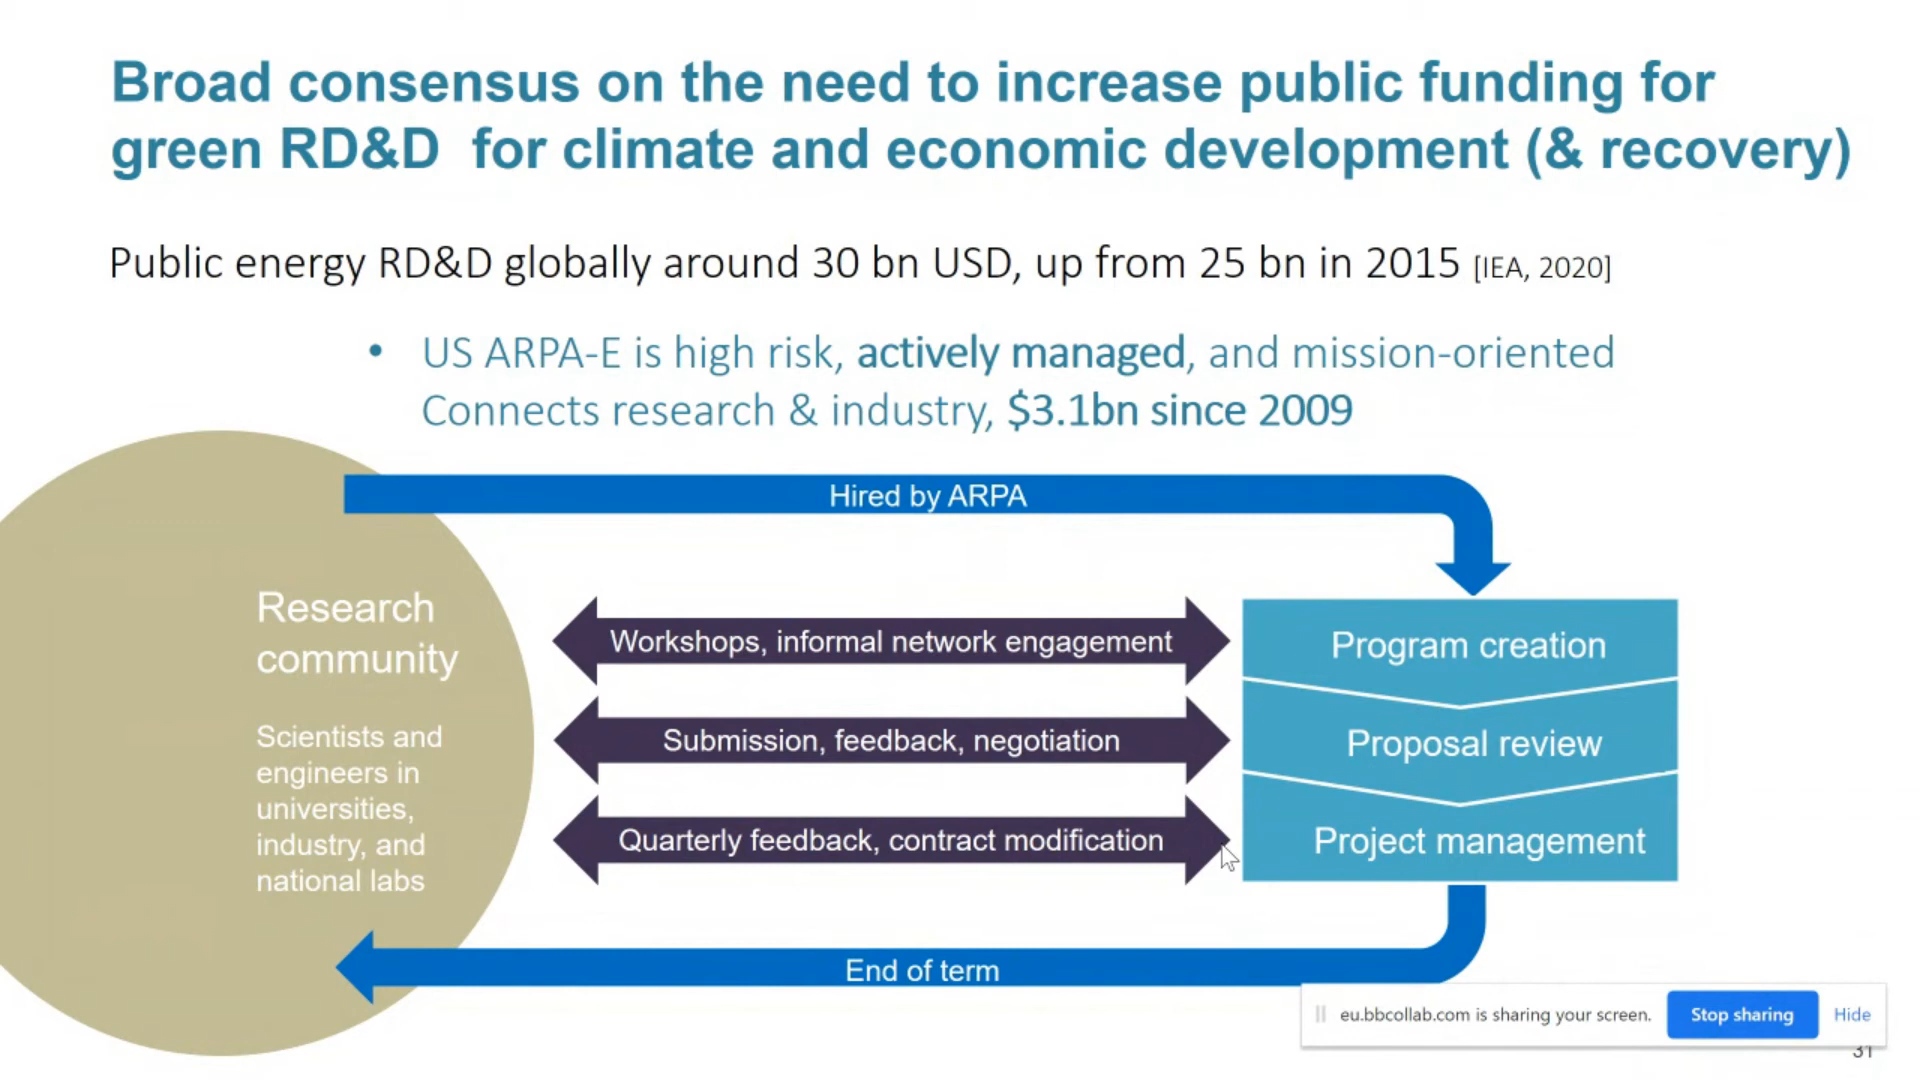 Broad consensus on the need to increase public funding for
green RD&D for climate and economic development (& recovery)
Public energy RD&D globally around 30 bn USD, up from 25 bn in 2015 [IEA, 2020]
• US ARPA-E is high risk, actively managed, and mission-oriented
Connects research & industry, $3.1bn since 2009
Hired by ARPA
Research
community
Scientists and
engineers in
universities,
industry, and
national labs
Workshops, informal network engagement
Submission, feedback, negotiation
Quarterly feedback, contract modification
Program creation
Proposal review
Project management
End of term
eu.bbcollab.com is sharing your screen.
Stop sharing
Hide
31